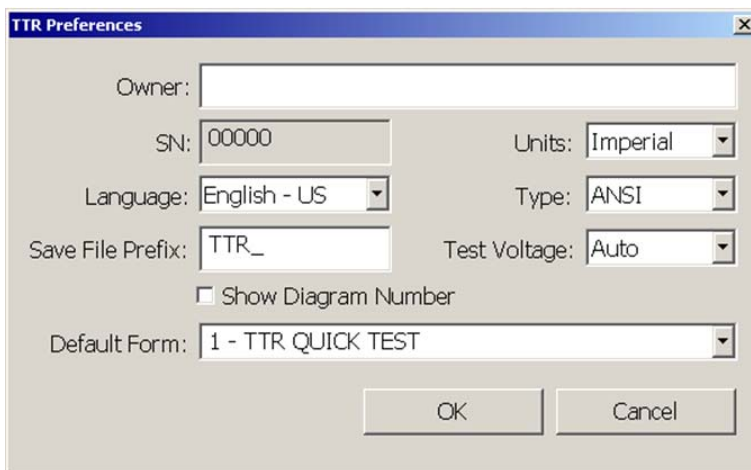 TTR Preferences
Owner:
SN: 00000 Units: Imperial
Language: English - US Type: ANSI
Save File Prefix: TTR_ Test Voltage: Auto
Show Diagram Number
Default Form: 1 - TTR QUICK TEST
OK Cancel